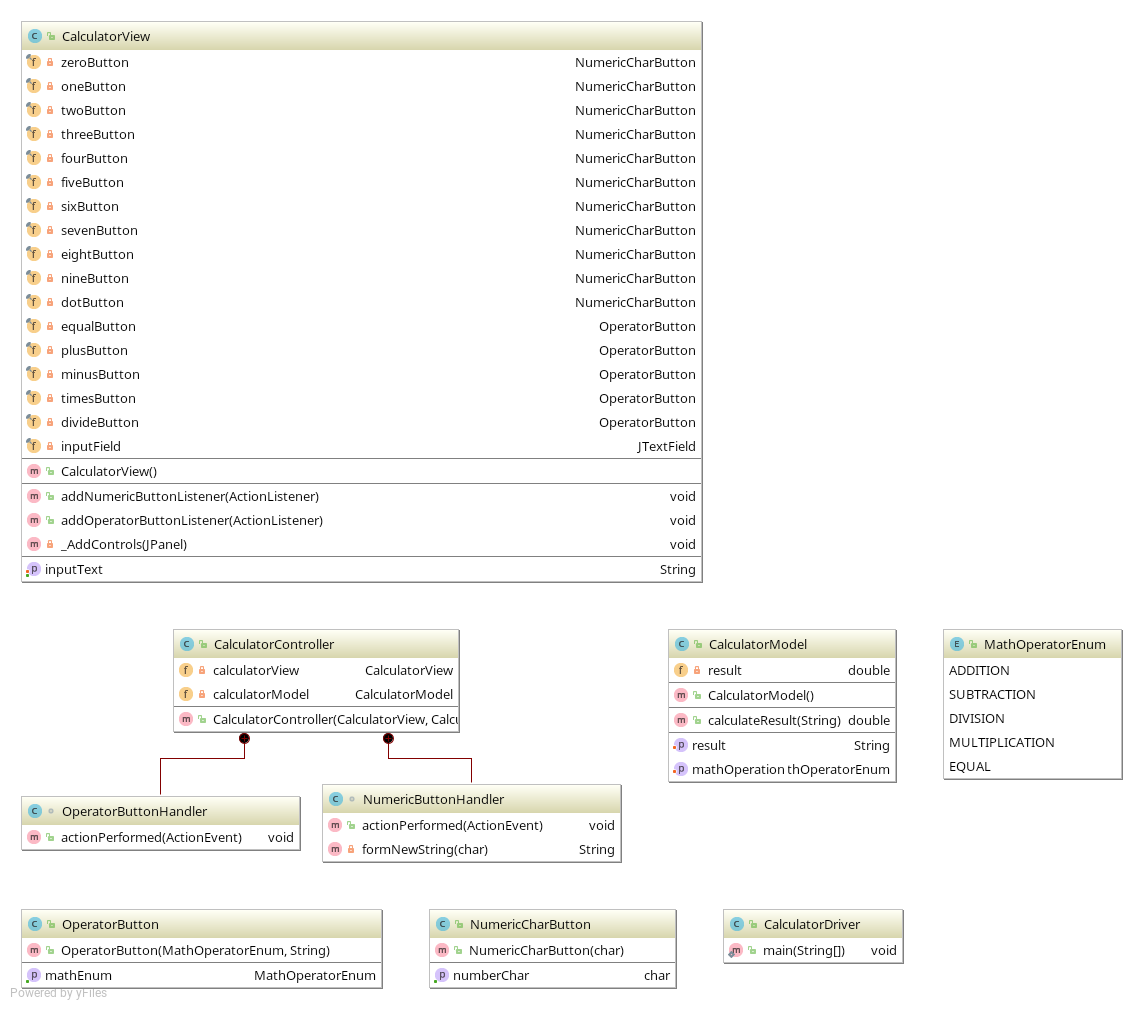 CalculatorView
zeroButton NumericCharButton
oneButton NumericCharButton
twoButton NumericCharButton
threeButton NumericCharButton
fourButton NumericCharButton
fiveButton NumericCharButton
sixButton NumericCharButton
sevenButton NumericCharButton
eightButton NumericCharButton
nineButton NumericCharButton
dotButton NumericCharButton
equalButton OperatorButton
plusButton OperatorButton
minusButton OperatorButton
timesButton OperatorButton
divideButton OperatorButton
inputField JTextField
CalculatorView()
addNumericButtonListener(ActionListener) void
addOperatorButtonListener(ActionListener) void
_AddControls(JPanel) void
inputText String
CalculatorController
calculatorView CalculatorView
calculatorModel CalculatorModel
CalculatorController(CalculatorView, Calcu
CalculatorModel
result double
CalculatorModel()
calculateResult(String) double
result String
mathOperation thOperatorEnum
MathOperatorEnum
ADDITION
SUBTRACTION
DIVISION
MULTIPLICATION
EQUAL
OperatorButtonHandler
actionPerformed(ActionEvent) void
NumericButtonHandler
actionPerformed(ActionEvent) void
formNewString(char) String
OperatorButton
OperatorButton(MathOperatorEnum, String)
mathEnum MathOperatorEnum
NumericCharButton
NumericCharButton(char)
numberChar char
CalculatorDriver
main(String[]) void
Powered by yFiles